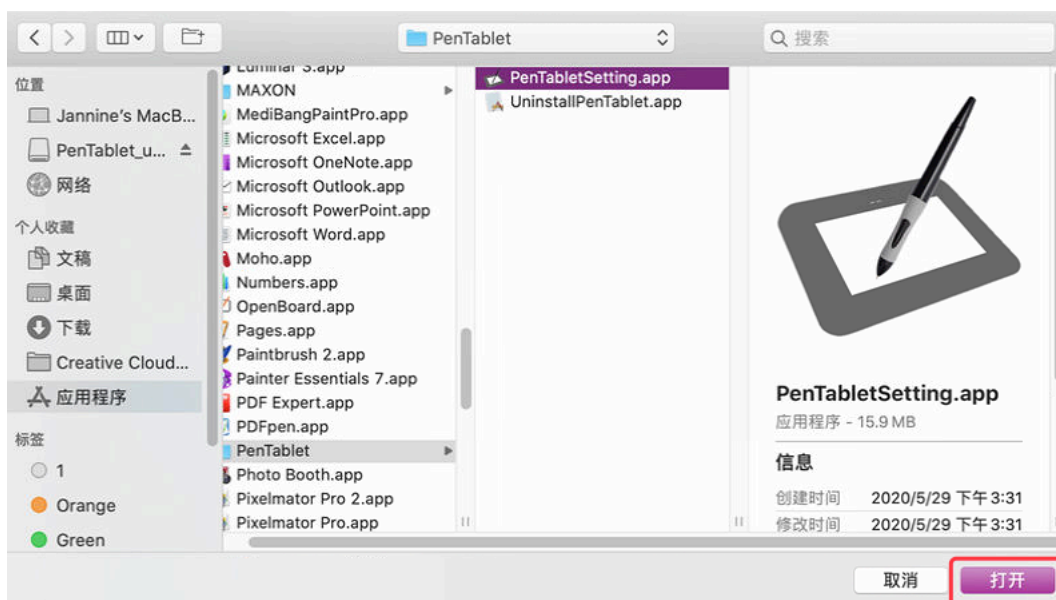 PenTablet
搜索
位置
Jannine's MacB...
PenTablet_u...
网络
个人收藏
文稿
桌面
下载
Creative Cloud...
应用程序
标签
1
Orange
Green
Luminar 3.app
MAXON
MediBangPaintPro.app
Microsoft Excel.app
Microsoft OneNote.app
Microsoft Outlook.app
Microsoft PowerPoint.app
Microsoft Word.app
Moho.app
Numbers.app
OpenBoard.app
Pages.app
Paintbrush 2.app
Painter Essentials 7.app
PDF Expert.app
PDFpen.app
PenTablet
Photo Booth.app
Pixelmator Pro 2.app
Pixelmator Pro.app
PenTabletSetting.app
UninstallPenTablet.app
PenTabletSetting.app
应用程序 - 15.9 MB
信息
创建时间 2020/5/29 下午3:31
修改时间 2020/5/29 下午3:31
取消
打开